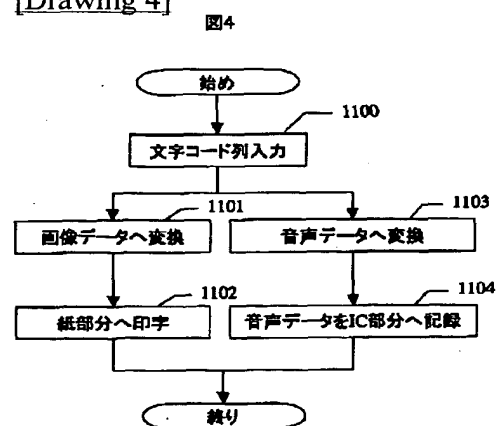 [Drawing 4]
図4
始め
1100
文字コード列入力
1101
画像データへ変換
1103
音声データへ変換
1102
紙部分へ印字
1104
音声データをIC部分へ記録
終り